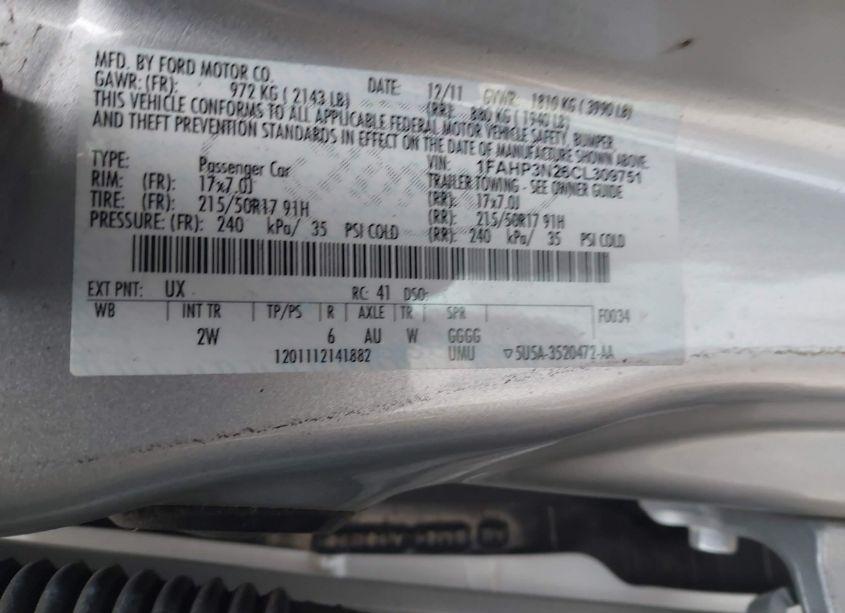 MFD. BY FORD MOTOR CO.
DATE: 12/11 GVWR: 1810 KG ( 3990 LB)
GAWR: (FR): 972 KG ( 2143 LB) (RR): 880 KG ( 1940 LB)
THIS VEHICLE CONFORMS TO ALL APPLICABLE FEDERAL MOTOR VEHICLE SAFETY, BUMPER,
AND THEFT PREVENTION STANDARDS IN EFFECT ON THE DATE OF MANUFACTURE SHOWN ABOVE.
VIN: 1FAHP3N26CL309751
TYPE: Passenger Car TRAILER TOWING - SEE OWNER GUIDE
RIM: (FR): 17x7.0J (RR): 17x7.0J
TIRE: (FR): 215/50R17 91H (RR): 215/50R17 91H
PRESSURE: (FR): 240 kPa/ 35 PSI COLD (RR): 240 kPa/ 35 PSI COLD
EXT PNT: UX RC: 41 DSO:
WB INT TR TP/PS R AXLE TR SPR F0034
2W 6 AU W GGGG
1201112141882 UMU ▽5U5A-3520472-AA